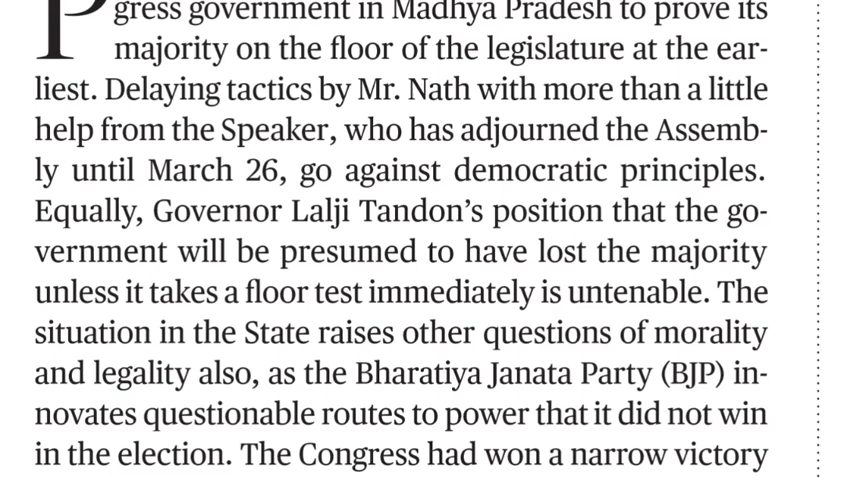 P
gress government in Madhya Pradesh to prove its
majority on the floor of the legislature at the ear-
liest. Delaying tactics by Mr. Nath with more than a little
help from the Speaker, who has adjourned the Assemb-
ly until March 26, go against democratic principles.
Equally, Governor Lalji Tandon’s position that the go-
vernment will be presumed to have lost the majority
unless it takes a floor test immediately is untenable. The
situation in the State raises other questions of morality
and legality also, as the Bharatiya Janata Party (BJP) in-
novates questionable routes to power that it did not win
in the election. The Congress had won a narrow victory